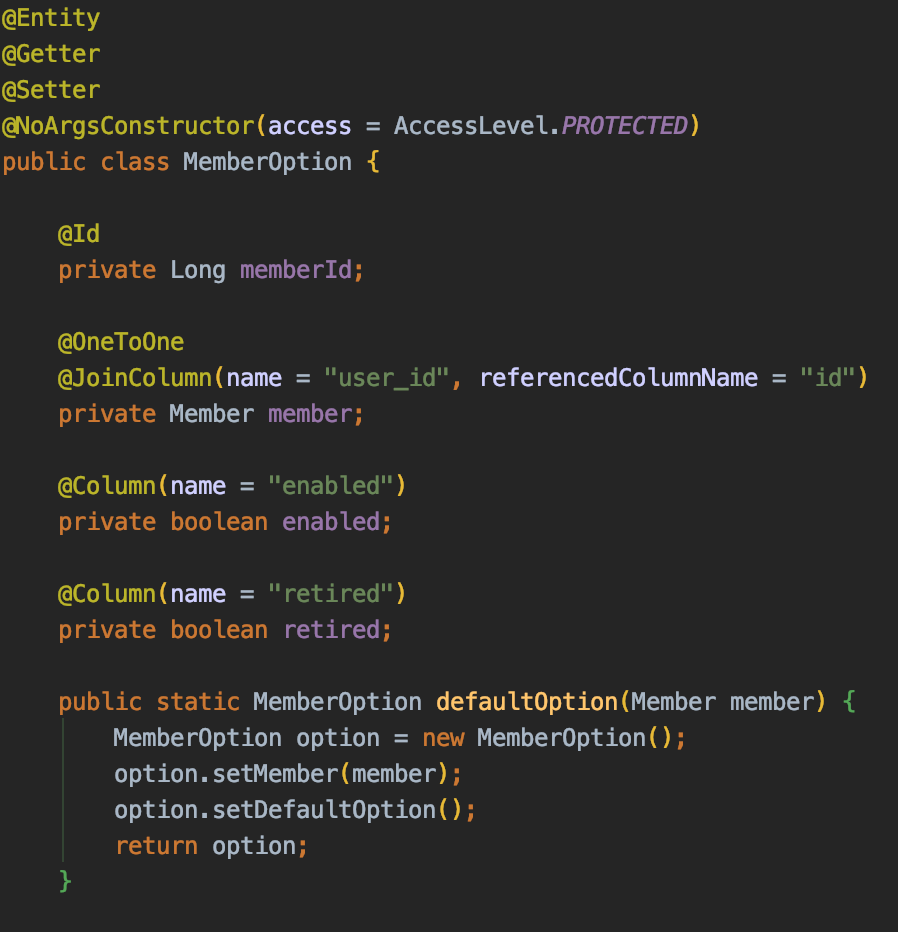 @Entity
@Getter
@Setter
@NoArgsConstructor(access = AccessLevel.PROTECTED)
public class MemberOption {
@Id
private Long memberId;
@OneToOne
@JoinColumn(name = "user_id", referencedColumnName = "id")
private Member member;
@Column(name = "enabled")
private boolean enabled;
@Column(name = "retired")
private boolean retired;
public static MemberOption defaultOption(Member member) {
MemberOption option = new MemberOption();
option.setMember(member);
option.setDefaultOption();
return option;
}